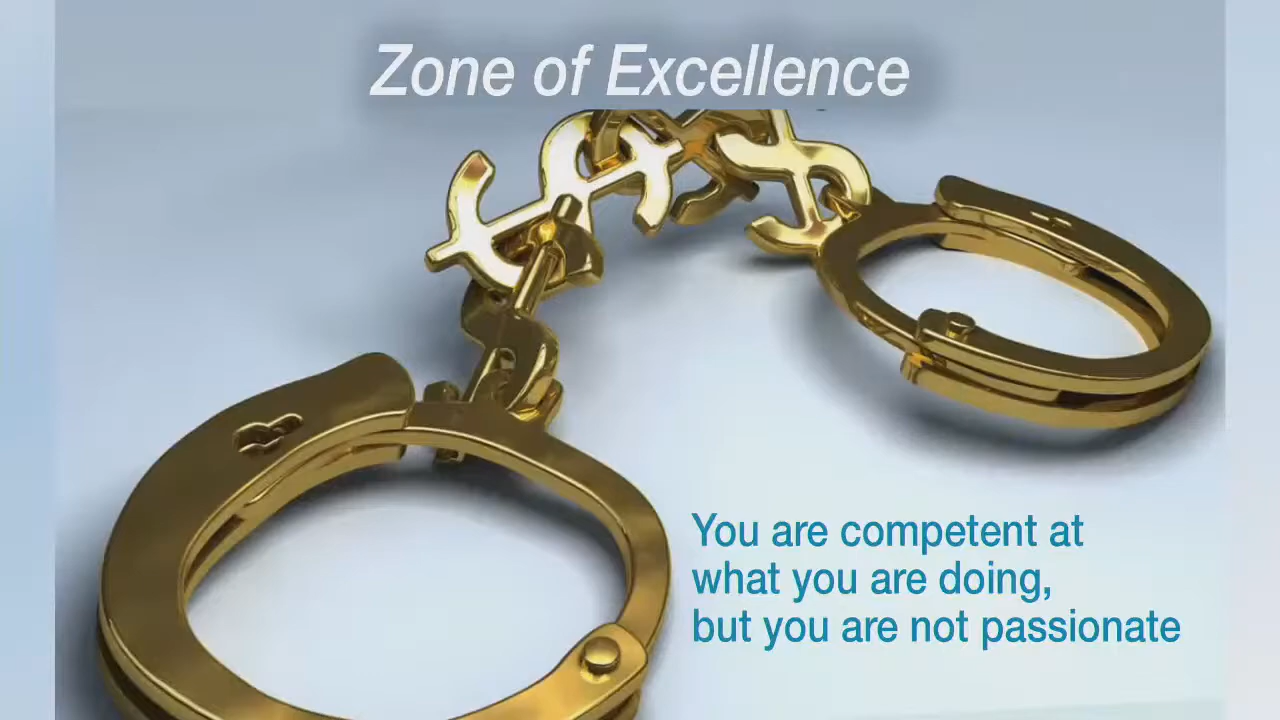 Zone of Excellence
You are competent at
what you are doing,
but you are not passionate